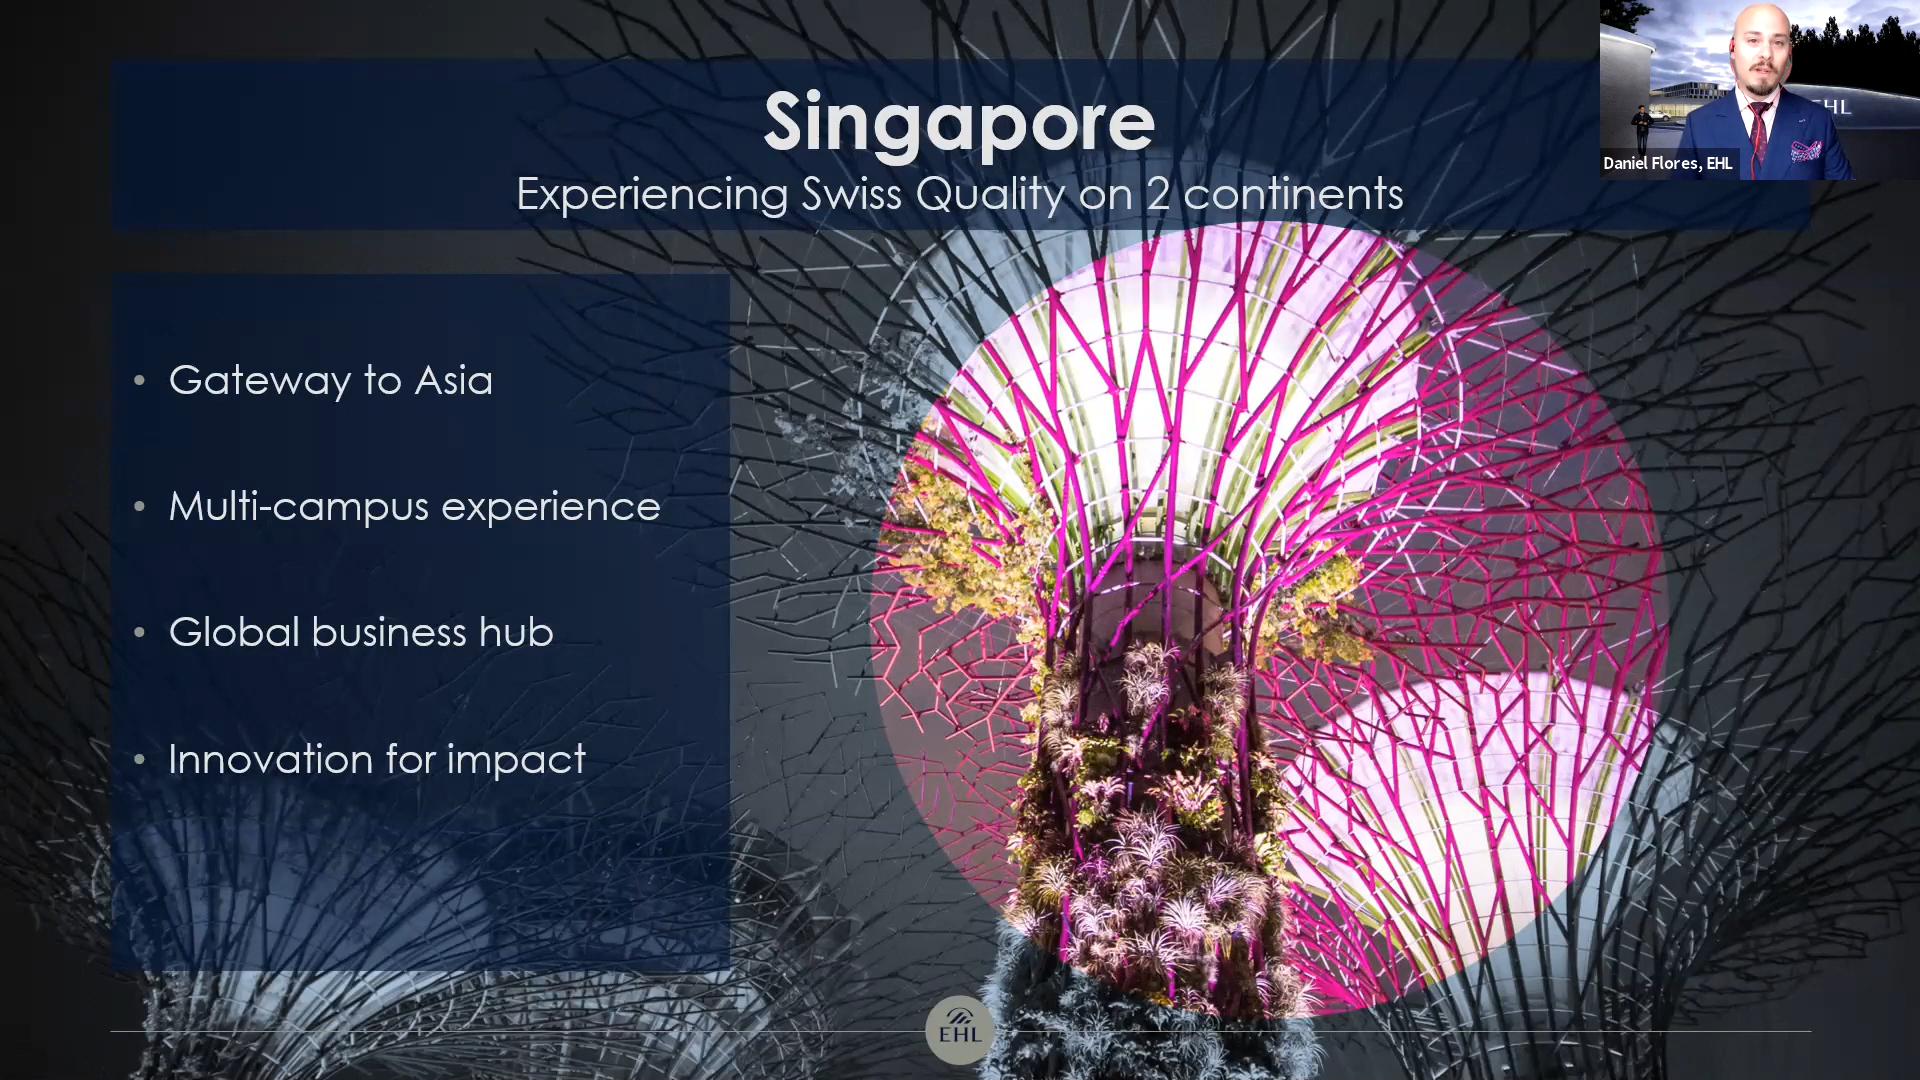 Singapore
Experiencing Swiss Quality on 2 continents
EHL
Daniel Flores, EHL
• Gateway to Asia
• Multi-campus experience
• Global business hub
• Innovation for impact
EHL